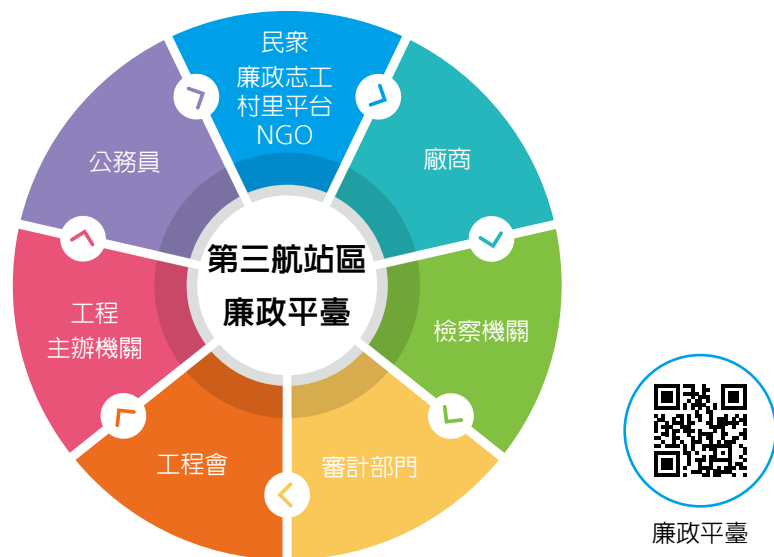 民眾
廉政志工
村里平台
NGO
廠商
檢察機關
審計部門
工程會
工程
主辦機關
公務員
第三航站區
廉政平臺
廉政平臺